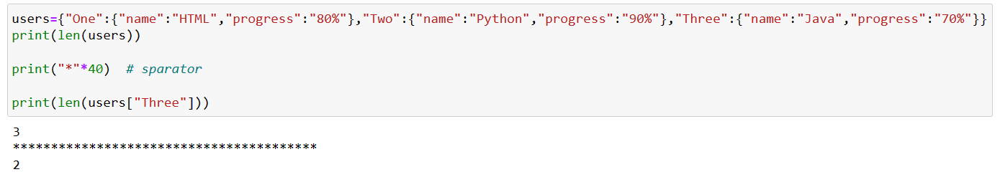 users={"One":{"name":"HTML","progress":"80%"},"Two":{"name":"Python","progress":"90%"},"Three":{"name":"Java","progress":"70%"}}
print(len(users))
print("*"*40)  # sparator
print(len(users["Three"]))
3
****************************************
2